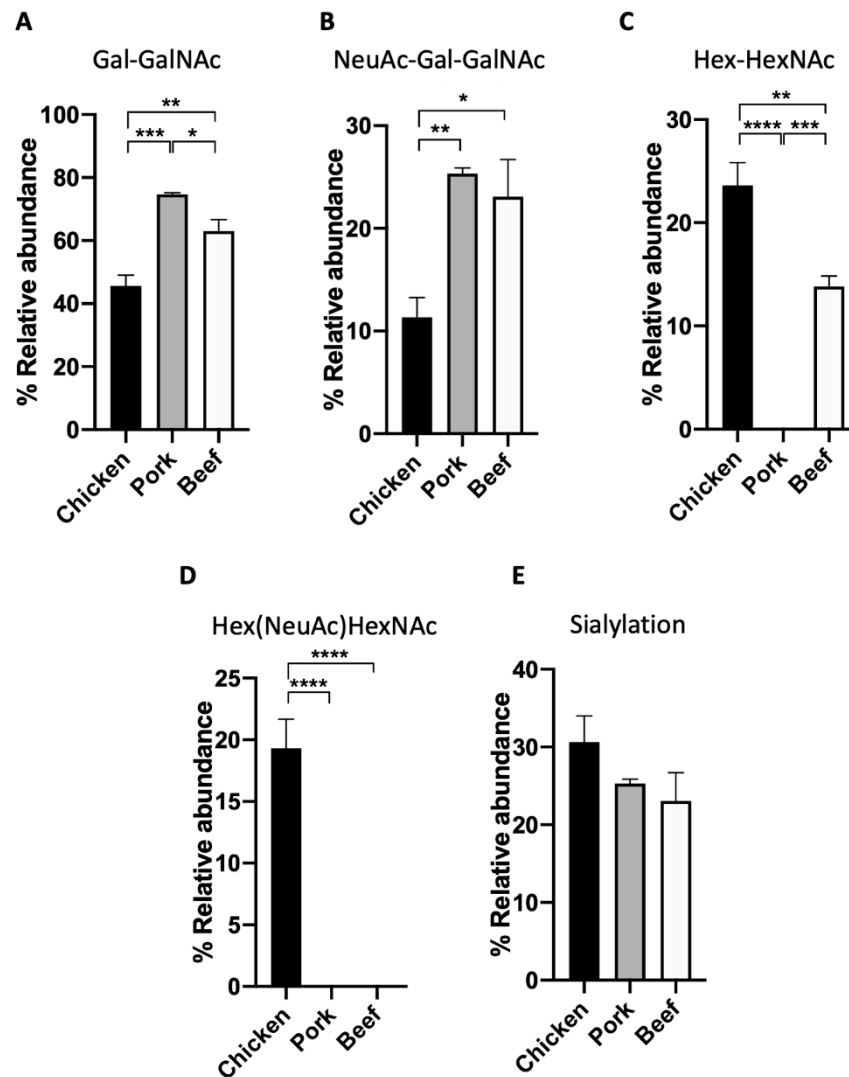 A
Gal-GalNAc
**
*** *
% Relative abundance
100
80
60
40
20
0
Chicken
Pork
Beef
B
NeuAc-Gal-GalNAc
*
**
% Relative abundance
30
20
10
0
Chicken
Pork
Beef
C
Hex-HexNAc
**
**** ***
% Relative abundance
30
20
10
0
Chicken
Pork
Beef
D
Hex(NeuAc)HexNAc
****
****
% Relative abundance
25
20
15
10
5
0
Chicken
Pork
Beef
E
Sialylation
% Relative abundance
40
30
20
10
0
Chicken
Pork
Beef